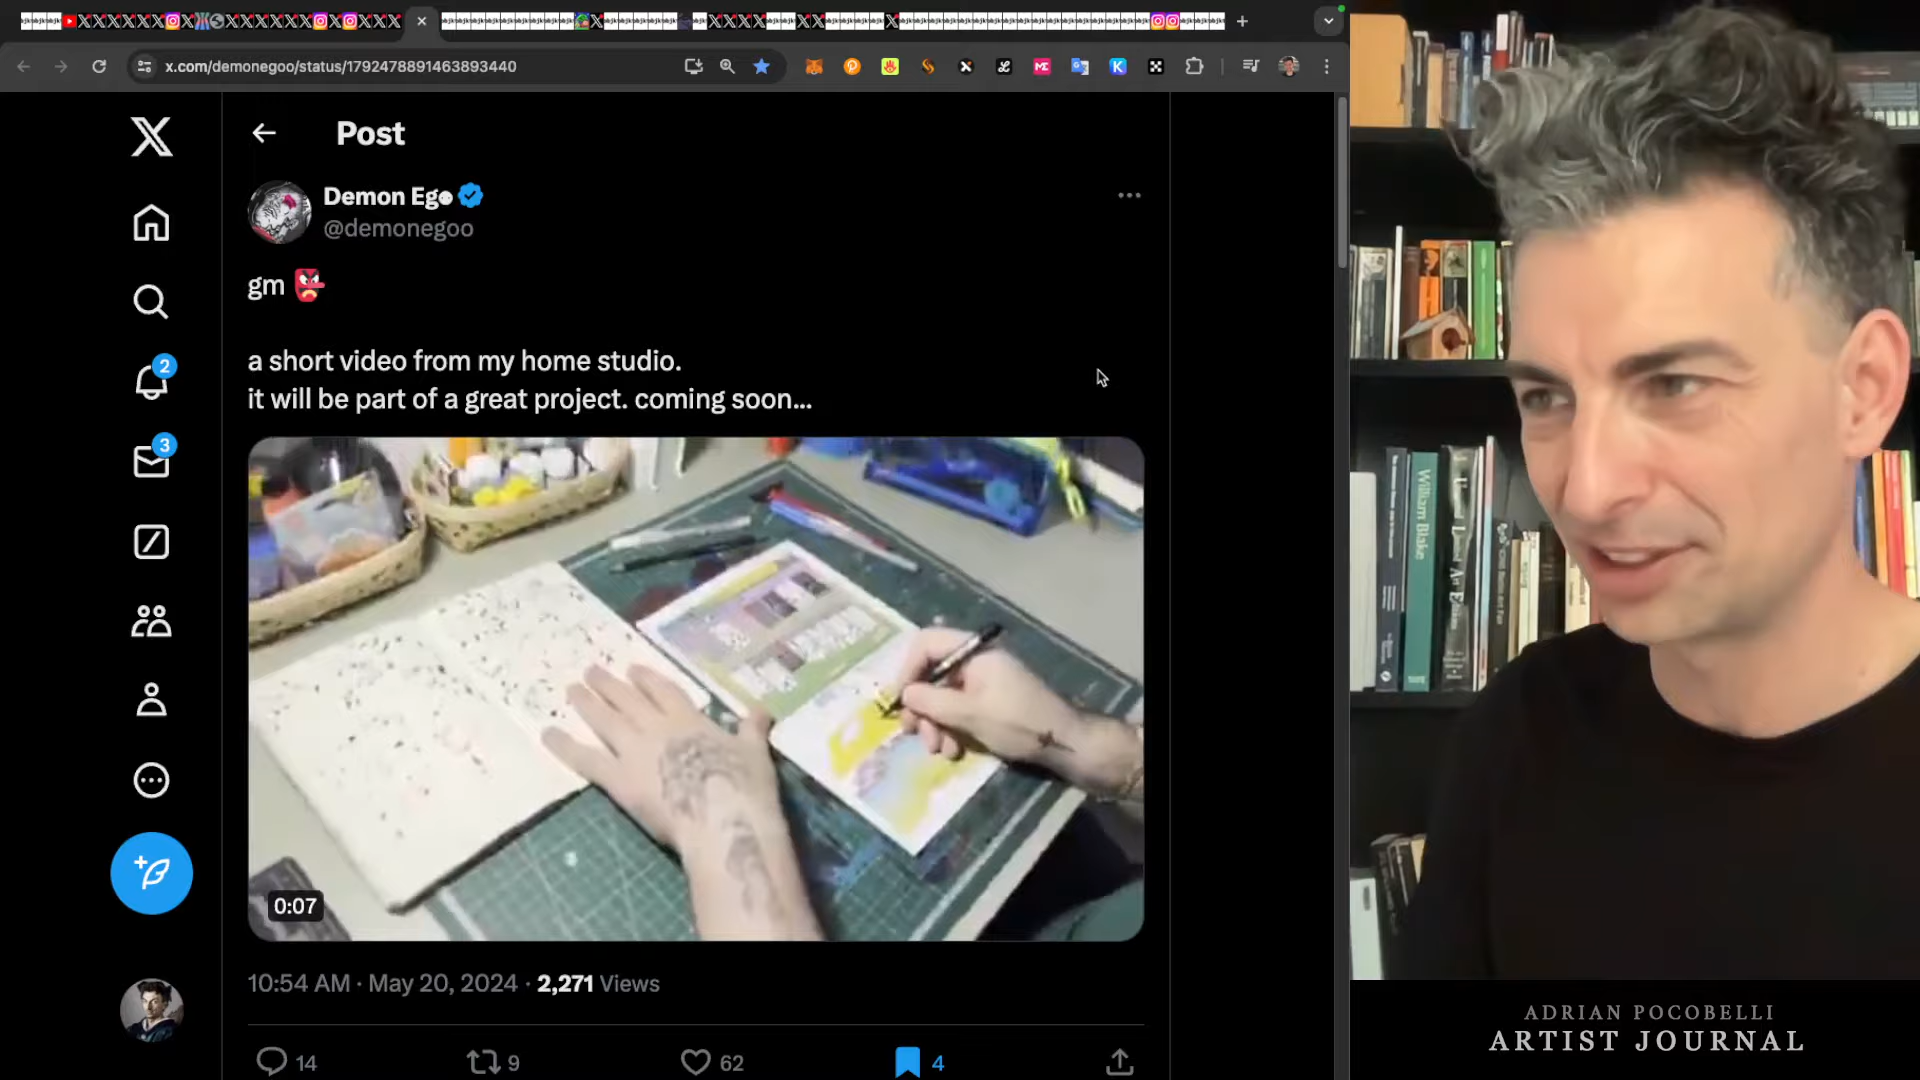 x.com/demonegoo/status/1792478891463893440
Post
Demon Ego
@demonegoo
gm
a short video from my home studio.
it will be part of a great project. coming soon...
2
3
0:07
10:54 AM · May 20, 2024 · 2,271 Views
14
9
62
4
William Blake
ADRIAN POCOBELLI
ARTIST JOURNAL